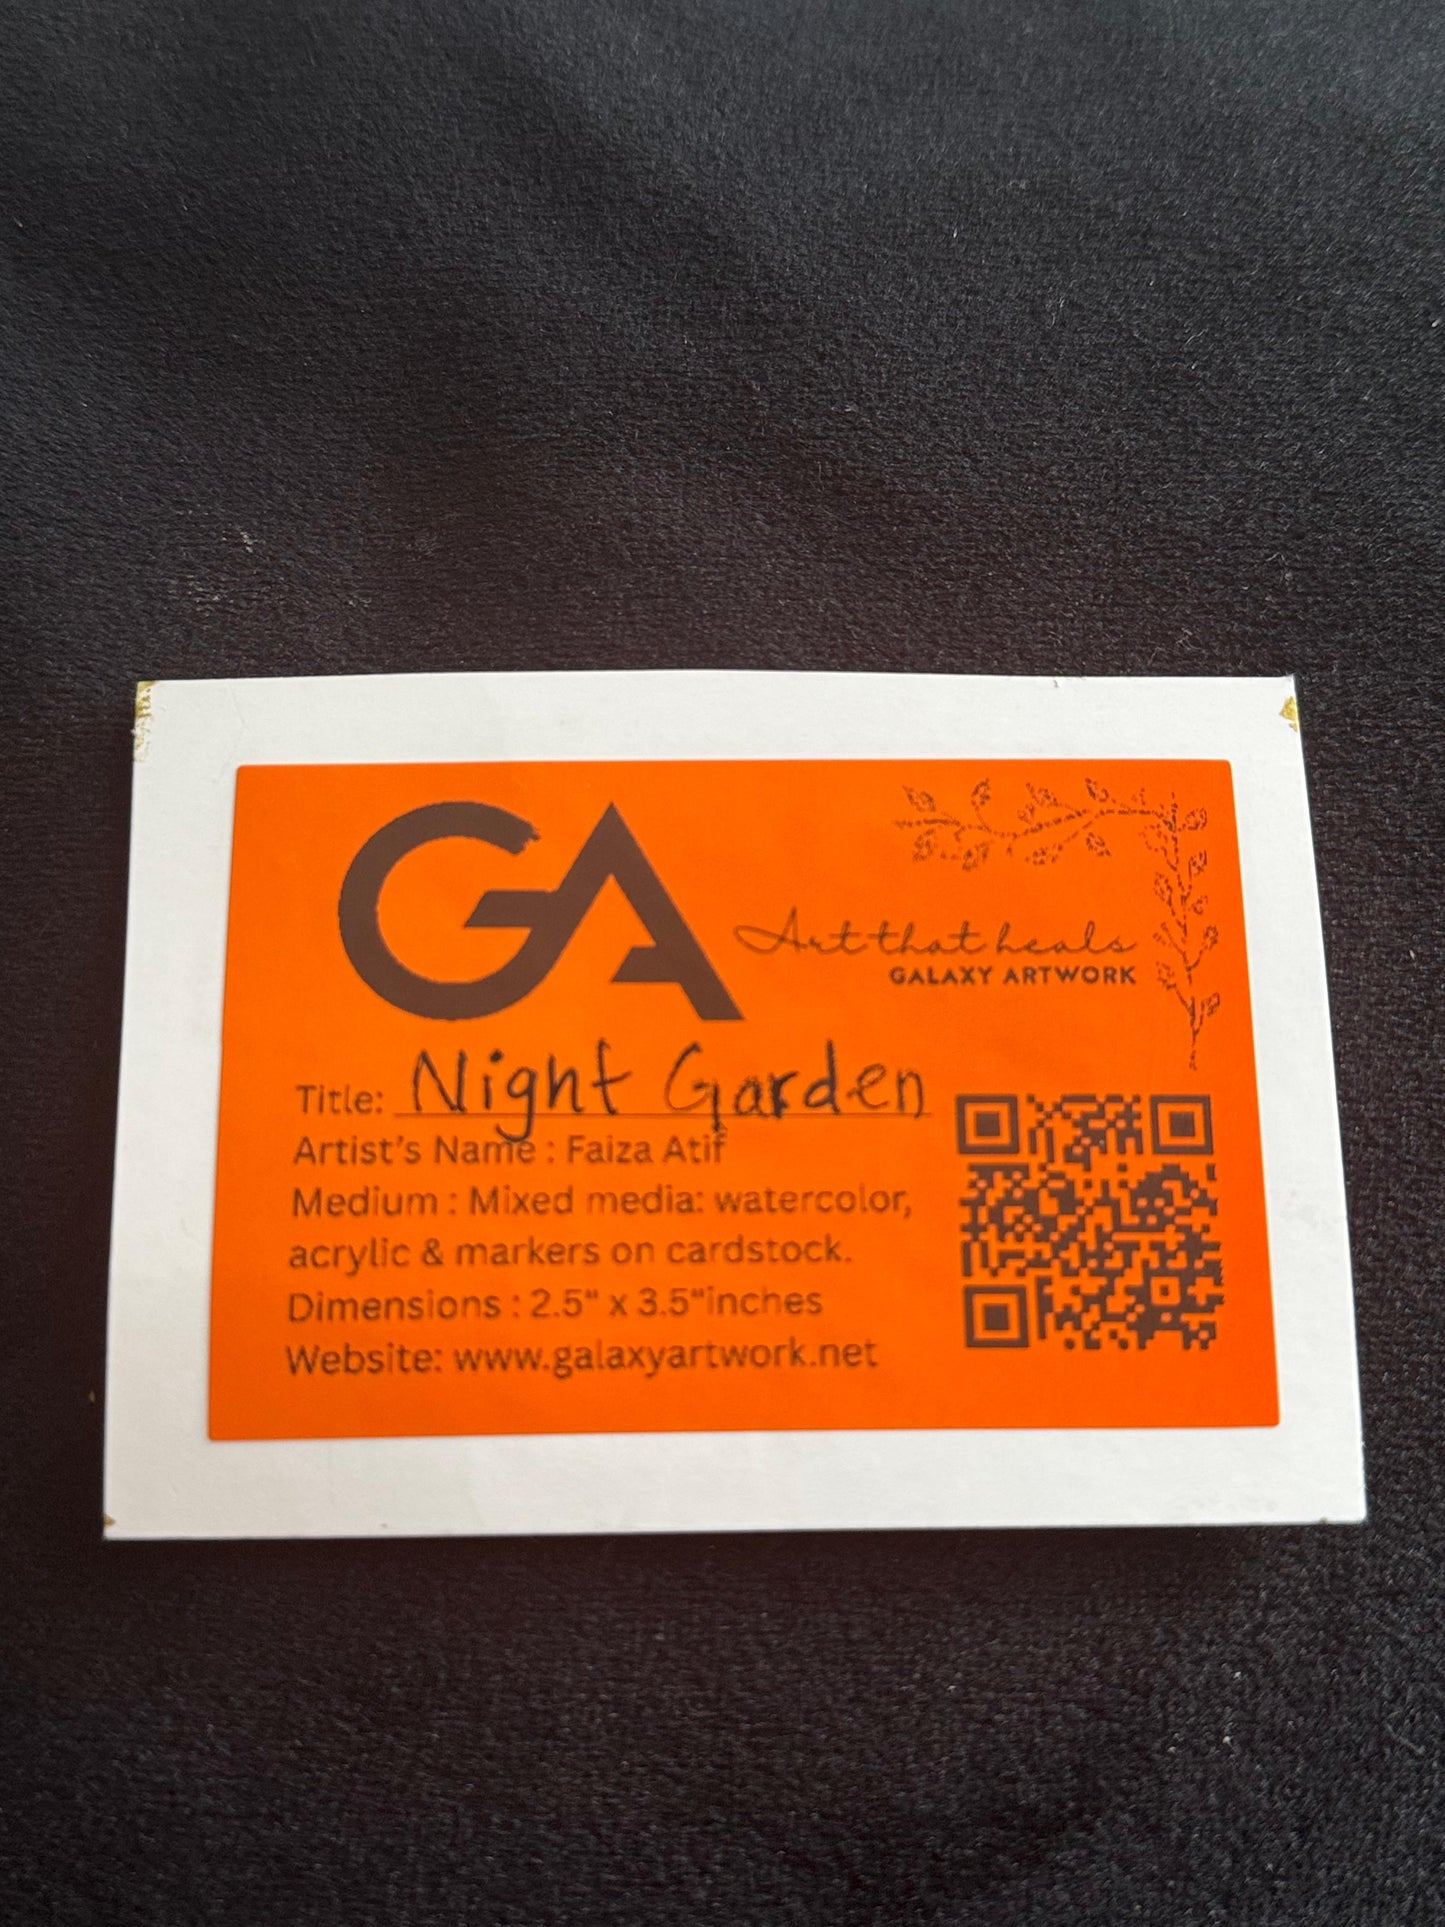 GA
Art that heals
GALAXY ARTWORK
Title: Night Garden
Artist's Name : Faiza Atif
Medium : Mixed media: watercolor,
acrylic & markers on cardstock.
Dimensions : 2.5" x 3.5"inches
Website: www.galaxyartwork.net